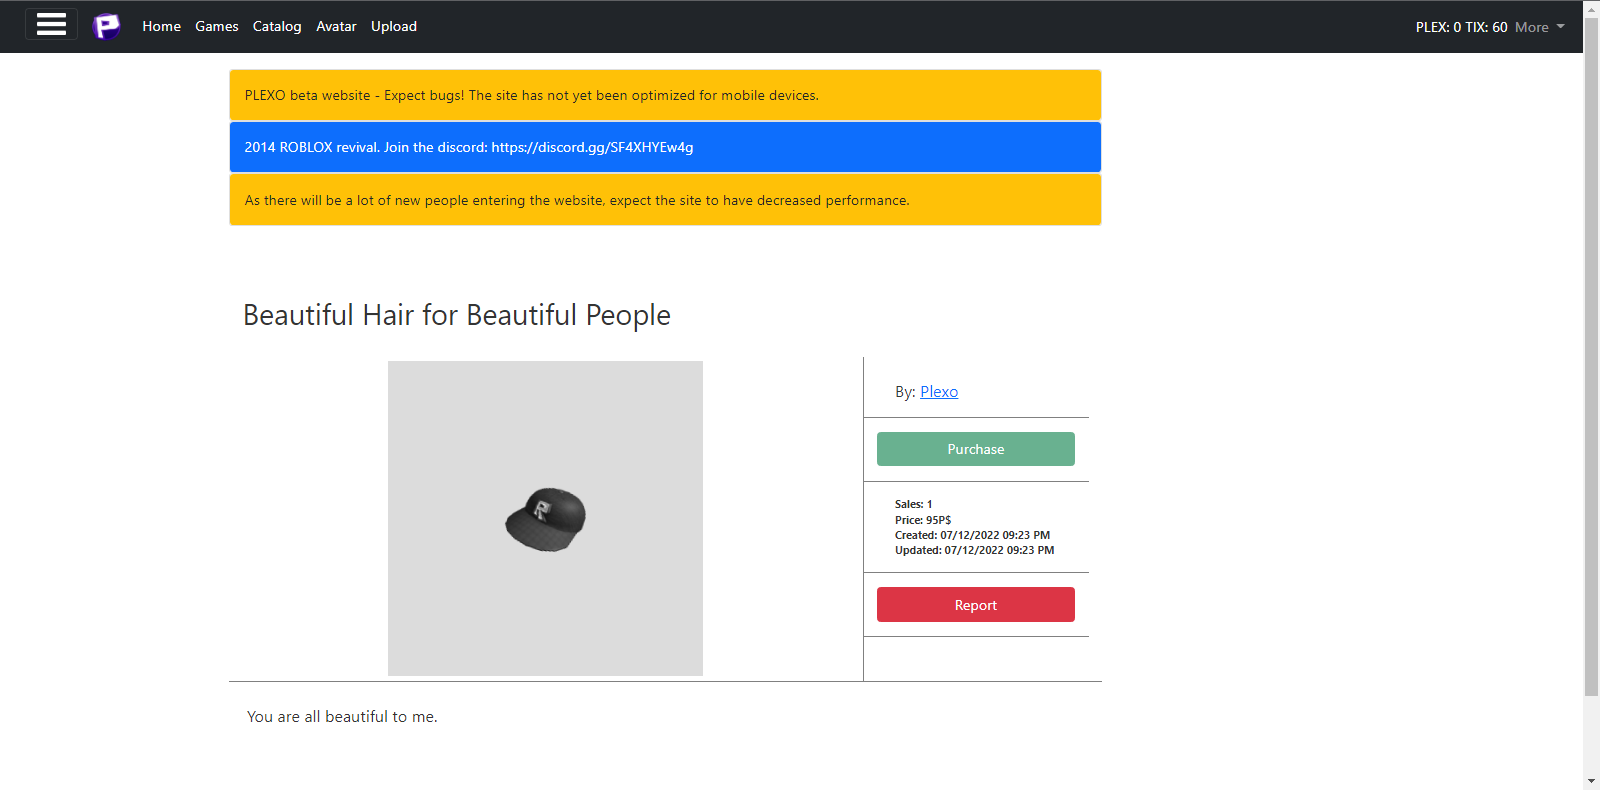 Home Games Catalog Avatar Upload PLEX: 0 TIX: 60 More
PLEXO beta website - Expect bugs! The site has not yet been optimized for mobile devices.
2014 ROBLOX revival. Join the discord: https://discord.gg/SF4XHYEw4g
As there will be a lot of new people entering the website, expect the site to have decreased performance.
Beautiful Hair for Beautiful People
By: Plexo
Purchase
Sales: 1
Price: 95P$
Created: 07/12/2022 09:23 PM
Updated: 07/12/2022 09:23 PM
Report
You are all beautiful to me.